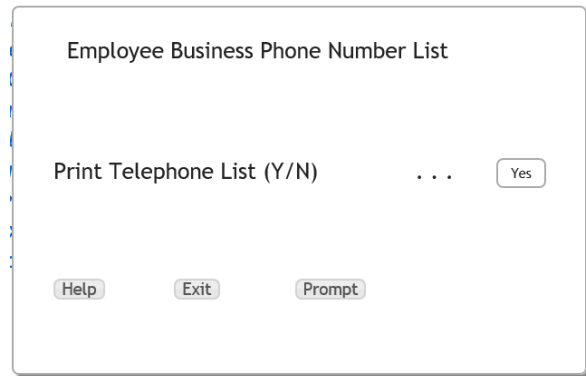 Employee Business Phone Number List
Print Telephone List (Y/N) . . . Yes
Help Exit Prompt